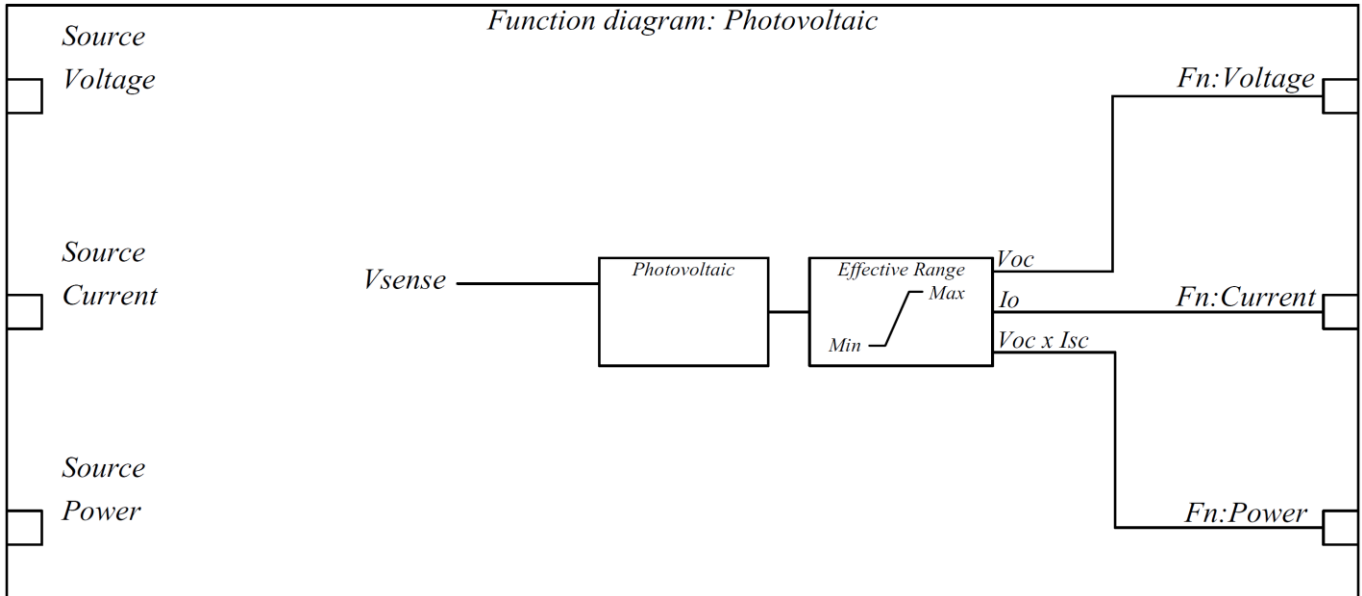 Function diagram: Photovoltaic
Source
Voltage
Fn:Voltage
Source
Current
Vsense
Photovoltaic
Effective Range
Max
Min
Voc
Io
Voc x Isc
Fn:Current
Source
Power
Fn:Power